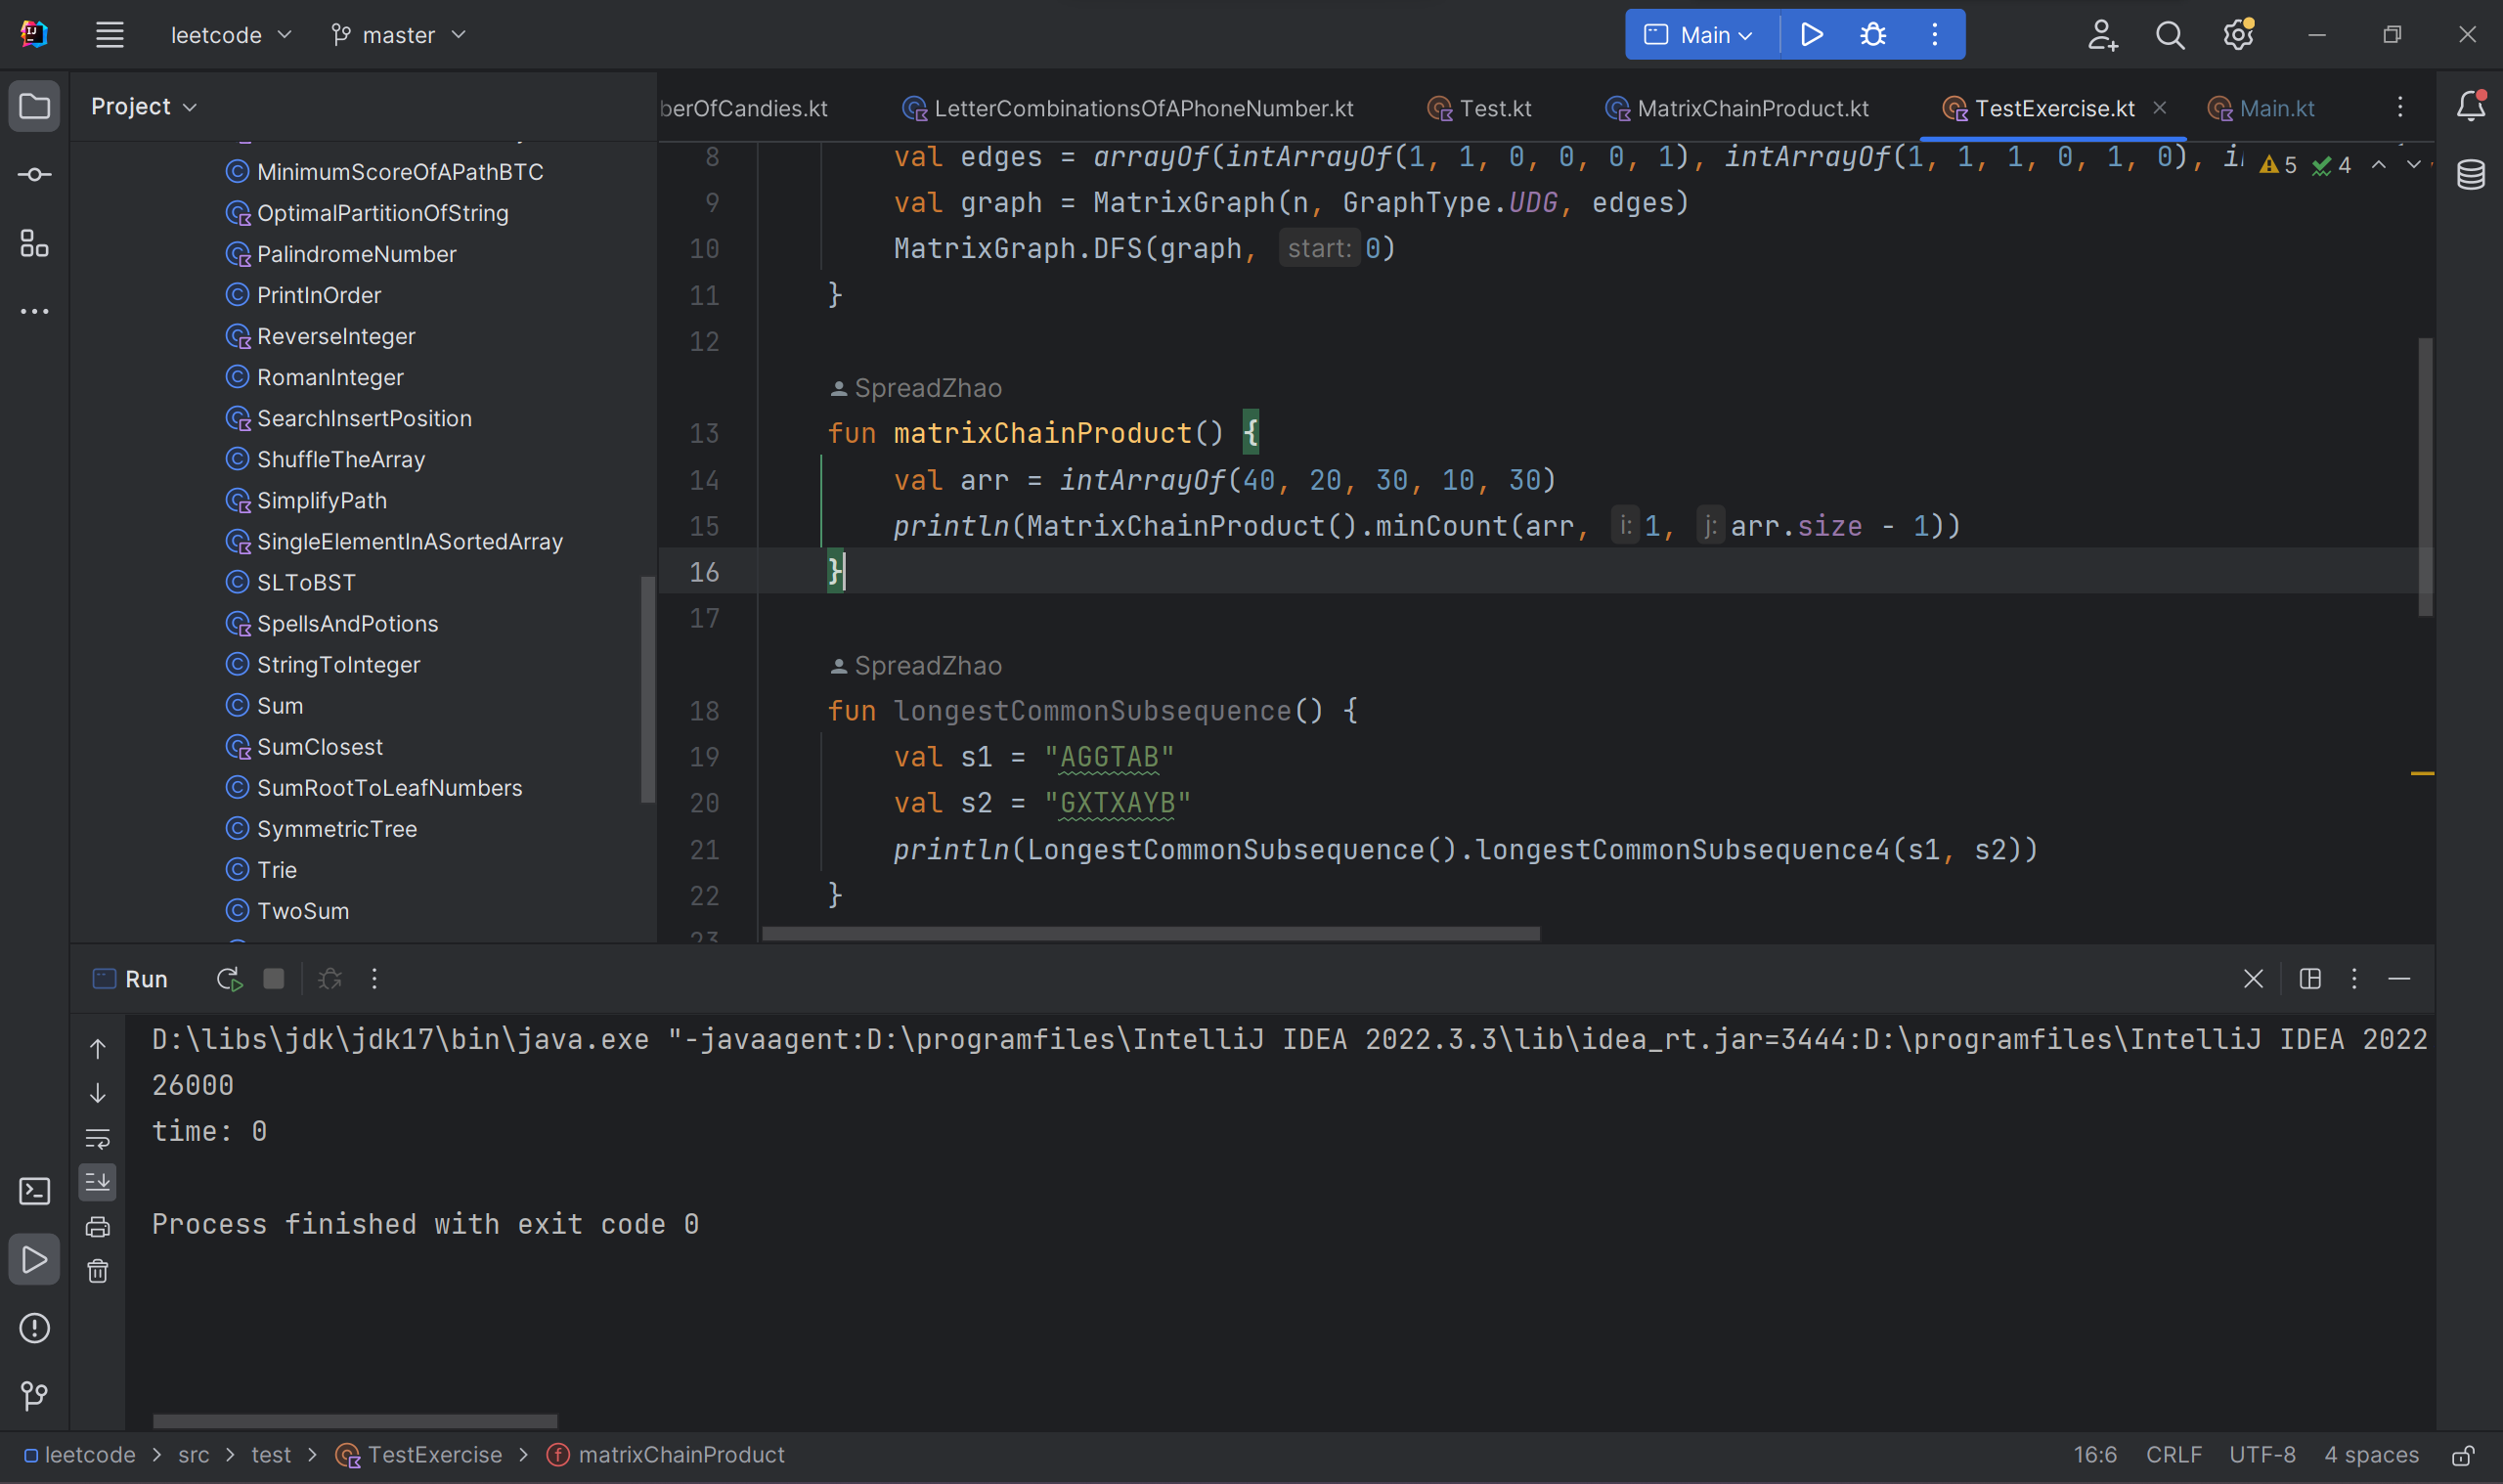 leetcode master Main
Project
berOfCandies.kt LetterCombinationsOfAPhoneNumber.kt Test.kt MatrixChainProduct.kt TestExercise.kt Main.kt
MinimumScoreOfAPathBTC
OptimalPartitionOfString
PalindromeNumber
PrintInOrder
ReverseInteger
RomanInteger
SearchInsertPosition
ShuffleTheArray
SimplifyPath
SingleElementInASortedArray
SLToBST
SpellsAndPotions
StringToInteger
Sum
SumClosest
SumRootToLeafNumbers
SymmetricTree
Trie
TwoSum
8 val edges = arrayOf(intArrayOf(1, 1, 0, 0, 0, 1), intArrayOf(1, 1, 1, 0, 1, 0), i 5 4
9 val graph = MatrixGraph(n, GraphType.UDG, edges)
10 MatrixGraph.DFS(graph, start: 0)
11 }
12
SpreadZhao
13 fun matrixChainProduct() {
14 val arr = intArrayOf(40, 20, 30, 10, 30)
15 println(MatrixChainProduct().minCount(arr, i: 1, j: arr.size - 1))
16 }
17
SpreadZhao
18 fun longestCommonSubsequence() {
19 val s1 = "AGGTAB"
20 val s2 = "GXTXAYB"
21 println(LongestCommonSubsequence().longestCommonSubsequence4(s1, s2))
22 }
23
Run
D:\libs\jdk\jdk17\bin\java.exe "-javaagent:D:\programfiles\IntelliJ IDEA 2022.3.3\lib\idea_rt.jar=3444:D:\programfiles\IntelliJ IDEA 2022
26000
time: 0
Process finished with exit code 0
leetcode > src > test > TestExercise > matrixChainProduct 16:6 CRLF UTF-8 4 spaces